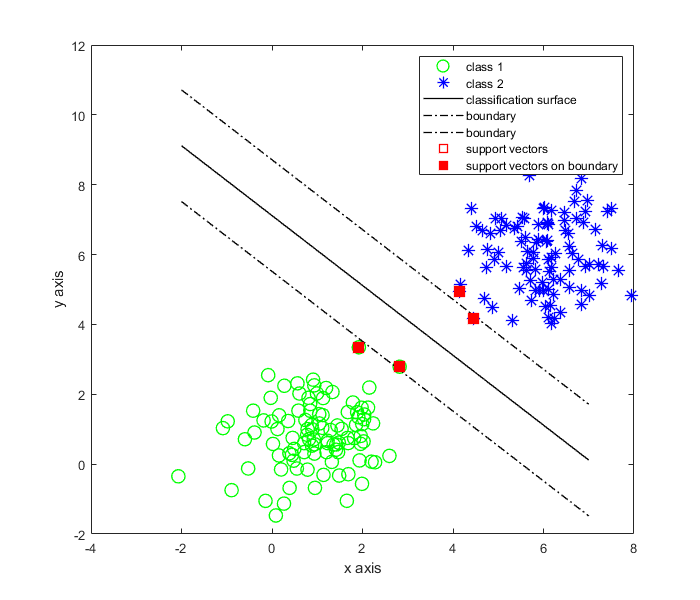 12
10
8
6
4
2
0
-2
-4
-2
0
2
4
6
8
x axis
y axis
class 1
class 2
classification surface
boundary
boundary
support vectors
support vectors on boundary